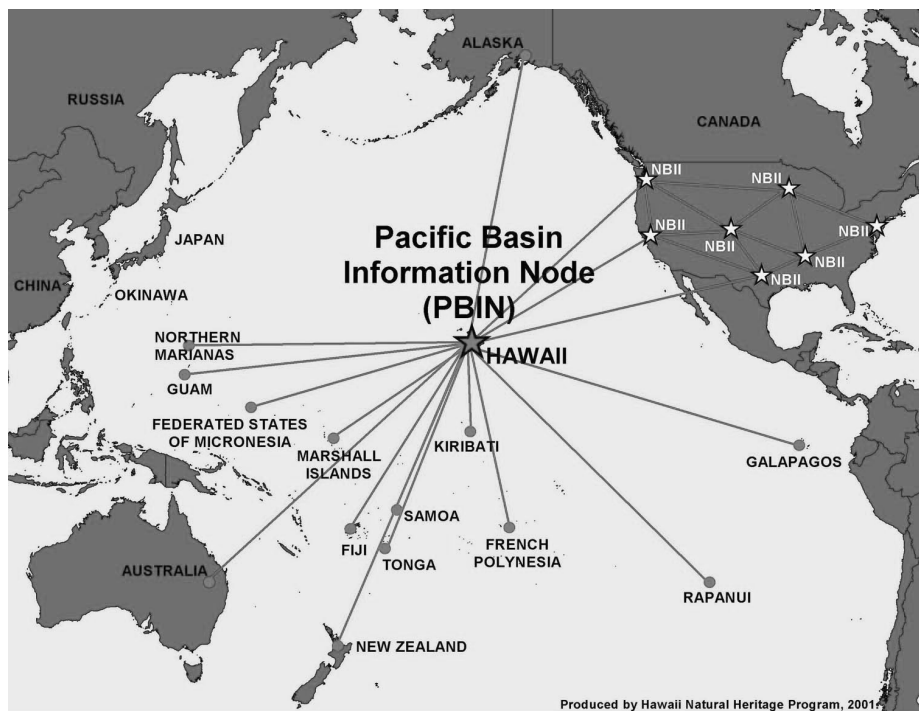 ALASKA
RUSSIA
CANADA
NBII
NBII
JAPAN
NBII
NBII
NBII
NBII
NBII
Pacific Basin
Information Node
(PBIN)
CHINA
OKINAWA
NORTHERN
MARIANAS
HAWAII
GUAM
FEDERATED STATES
OF MICRONESIA
MARSHALL
ISLANDS
KIRIBATI
GALAPAGOS
SAMOA
FIJI
TONGA
FRENCH
POLYNESIA
AUSTRALIA
RAPANUI
NEW ZEALAND
Produced by Hawaii Natural Heritage Program, 2001.